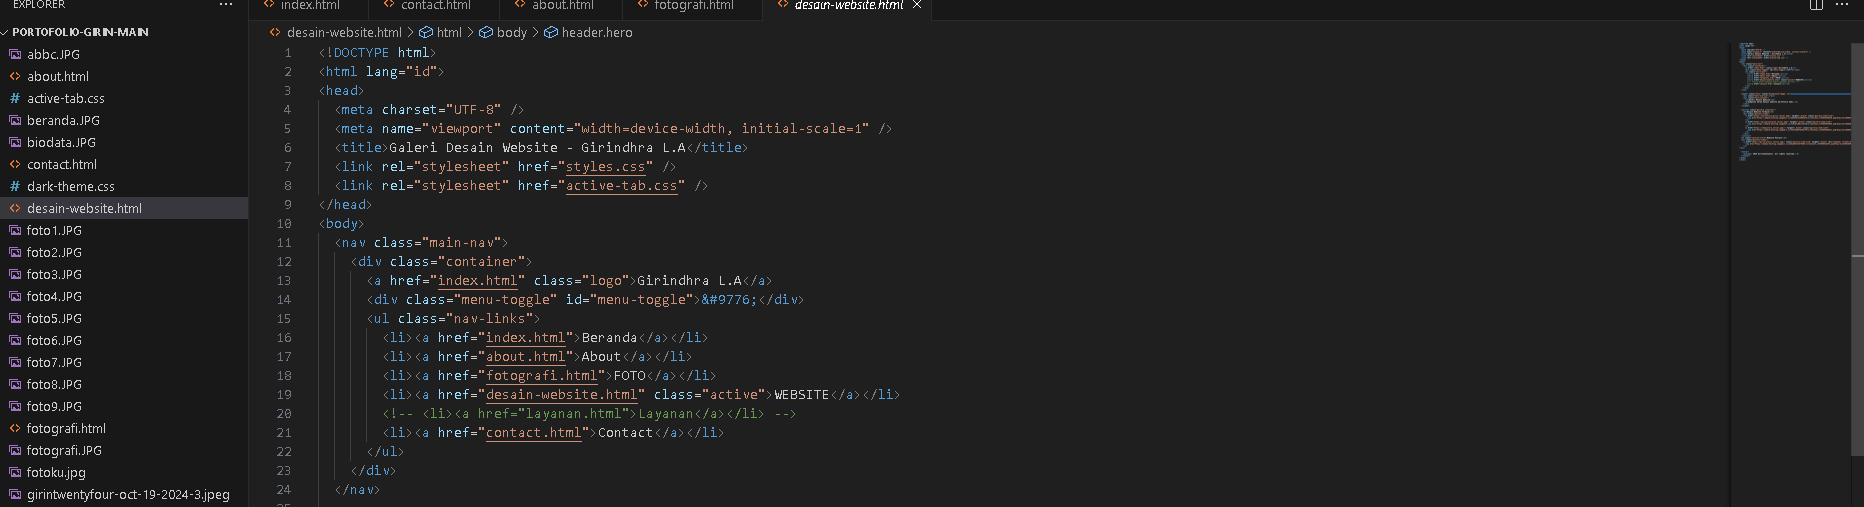 EXPLORER
···
index.html
contact.html
about.html
fotografi.html
desain-website.html
PORTOFOLIO-GIRIN-MAIN
abbc.JPG
about.html
active-tab.css
beranda.JPG
biodata.JPG
contact.html
dark-theme.css
desain-website.html
foto1.JPG
foto2.JPG
foto3.JPG
foto4.JPG
foto5.JPG
foto6.JPG
foto7.JPG
foto8.JPG
foto9.JPG
fotografi.html
fotografi.JPG
fotoku.jpg
girintwentyfour-oct-19-2024-3.jpeg
desain-website.html > html > body > header.hero
1 <!DOCTYPE html>
2 <html lang="id">
3 <head>
4 <meta charset="UTF-8" />
5 <meta name="viewport" content="width=device-width, initial-scale=1" />
6 <title>Galeri Desain Website - Girindhra L.A</title>
7 <link rel="stylesheet" href="styles.css" />
8 <link rel="stylesheet" href="active-tab.css" />
9 </head>
10 <body>
11 <nav class="main-nav">
12 <div class="container">
13 <a href="index.html" class="logo">Girindhra L.A</a>
14 <div class="menu-toggle" id="menu-toggle">&#9776;</div>
15 <ul class="nav-links">
16 <li><a href="index.html">Beranda</a></li>
17 <li><a href="about.html">About</a></li>
18 <li><a href="fotografi.html">FOTO</a></li>
19 <li><a href="desain-website.html" class="active">WEBSITE</a></li>
20 <!-- <li><a href="layanan.html">Layanan</a></li> -->
21 <li><a href="contact.html">Contact</a></li>
22 </ul>
23 </div>
24 </nav>